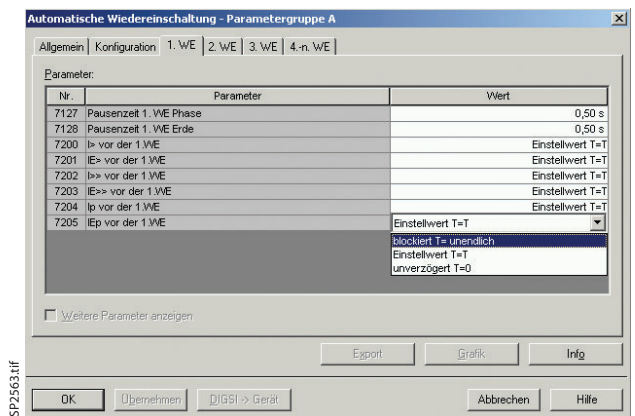 Automatische Wiedereinschaltung - Parametergruppe A
Allgemein Konfiguration 1. WE 2. WE 3. WE 4.-n. WE
Parameter:
Nr. Parameter Wert
7127 Pausenzeit 1. WE Phase 0,50 s
7128 Pausenzeit 1. WE Erde 0,50 s
7200 I> vor der 1.WE Einstellwert T=T
7201 IE> vor der 1.WE Einstellwert T=T
7202 I>> vor der 1.WE Einstellwert T=T
7203 IE>> vor der 1.WE Einstellwert T=T
7204 Ip vor der 1.WE Einstellwert T=T
7205 IEp vor der 1.WE Einstellwert T=T
blockiert T= unendlich
Einstellwert T=T
unverzögert T=0
Weitere Parameter anzeigen
Export Grafik Info
OK Übernehmen DIGSI -> Gerät Abbrechen Hilfe
SP2563.tif